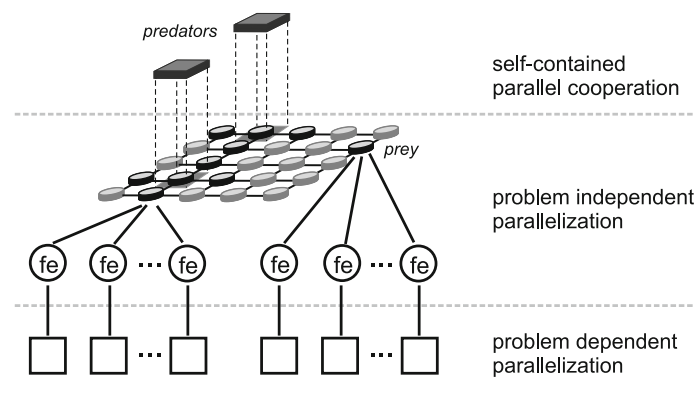 predators
self-contained
parallel cooperation
prey
problem independent
parallelization
fe fe ... fe fe fe ... fe
problem dependent
parallelization